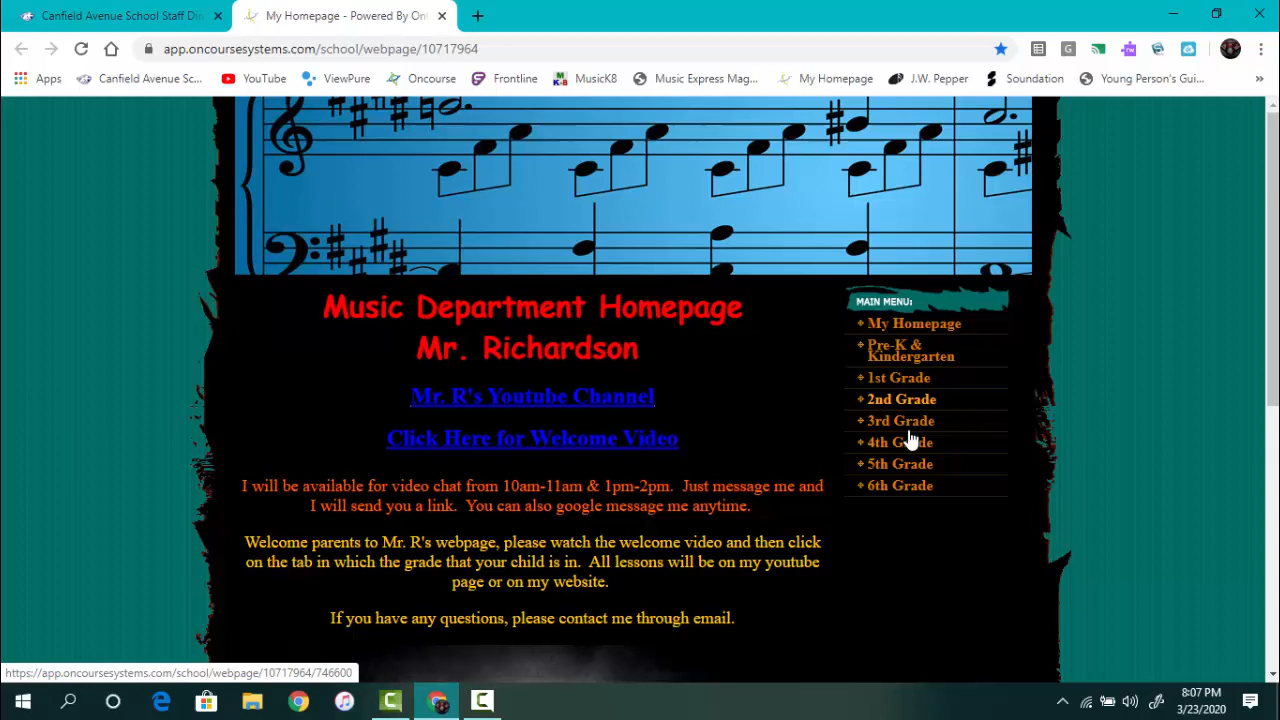 Canfield Avenue School Staff Dir
My Homepage - Powered By On
app.oncoursesystems.com/school/webpage/10717964
Apps
Canfield Avenue Sc...
YouTube
ViewPure
Oncourse
Frontline
MusicK8
Music Express Mag...
My Homepage
J.W. Pepper
Soundation
Young Person's Gui...
Music Department Homepage
Mr. Richardson
Mr. R's Youtube Channel
Click Here for Welcome Video
I will be available for video chat from 10am-11am & 1pm-2pm. Just message me and
I will send you a link. You can also google message me anytime.
Welcome parents to Mr. R's webpage, please watch the welcome video and then click
on the tab in which the grade that your child is in. All lessons will be on my youtube
page or on my website.
If you have any questions, please contact me through email.
MAIN MENU:
My Homepage
Pre-K &
Kindergarten
1st Grade
2nd Grade
3rd Grade
4th Grade
5th Grade
6th Grade
https://app.oncoursesystems.com/school/webpage/10717964/746600
8:07 PM
3/23/2020